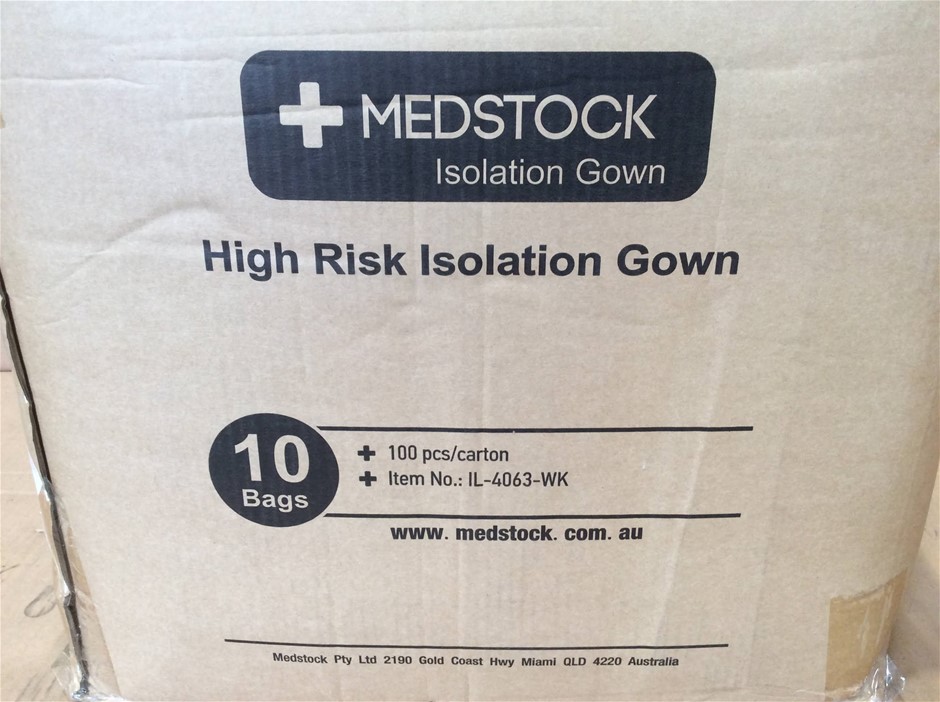 MEDSTOCK
Isolation Gown
High Risk Isolation Gown
10
Bags
100 pcs/carton
Item No.: IL-4063-WK
www. medstock. com. au
Medstock Pty Ltd 2190 Gold Coast Hwy Miami QLD 4220 Australia